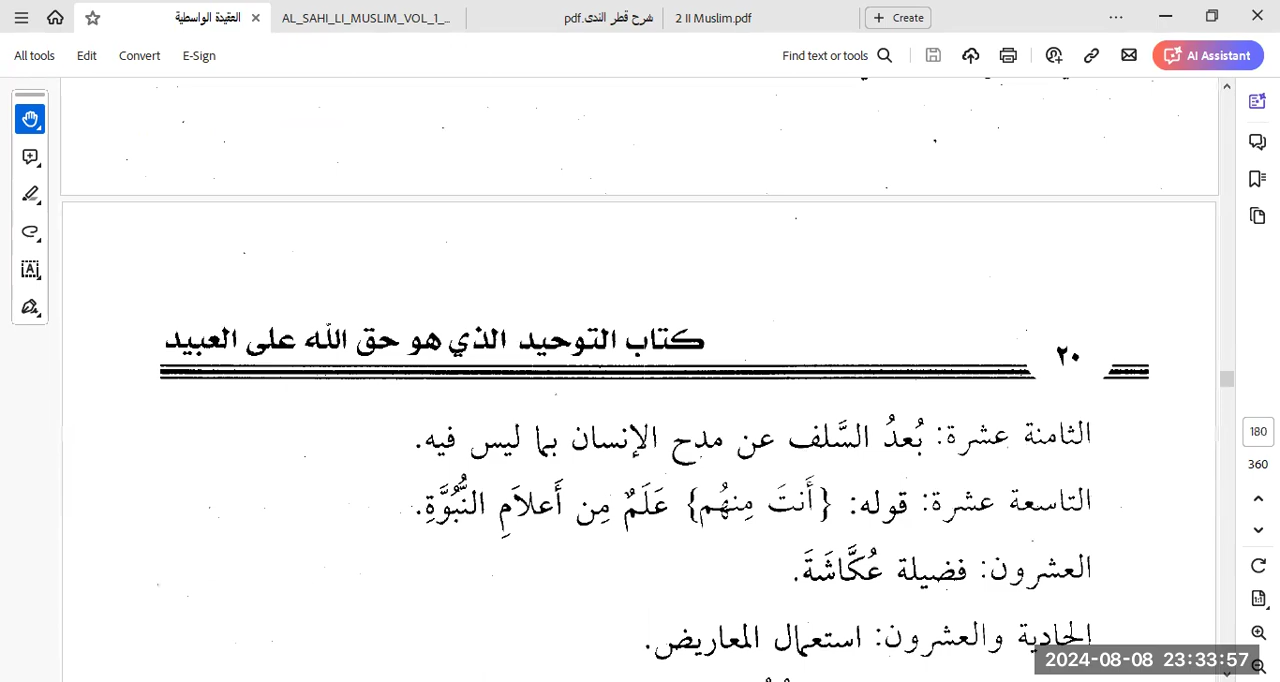 العقيدة الواسطية
AL_SAHI_LI_MUSLIM_VOL_1_...
شرح قطر الندى.pdf
2 II Muslim.pdf
Create
All tools
Edit
Convert
E-Sign
Find text or tools
AI Assistant
٢٠
كتاب التوحيد الذي هو حق الله على العبيد
الثامنة عشرة: بُعدُ السَّلف عن مدح الإنسان بما ليس فيه.
التاسعة عشرة: قوله: {أَنتَ مِنهُم} عَلَمٌ مِن أَعلاَمِ النُّبُوَّةِ.
العشرون: فضيلة عُكَّاشَةَ.
الحادية والعشرون: استعمال المعاريض.
180
360
2024-08-08 23:33:57